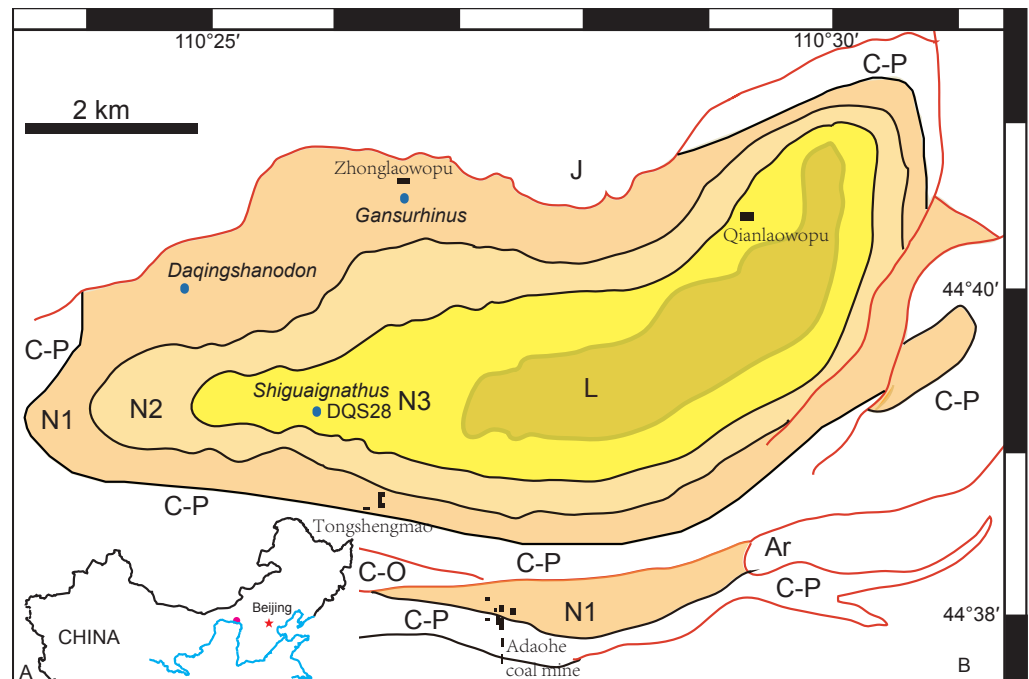 110°25′
110°30′
C-P
2 km
Zhonglaowopu
J
Gansurhinus
Qianlaowopu
Daqingshanodon
44°40′
C-P
Shiguaignathus
DQS28
N1
N2
N3
L
C-P
C-P
Tongshengmao
C-P
Ar
C-O
C-P
Beijing
N1
44°38′
CHINA
C-P
Adaohe
coal mine
A
B